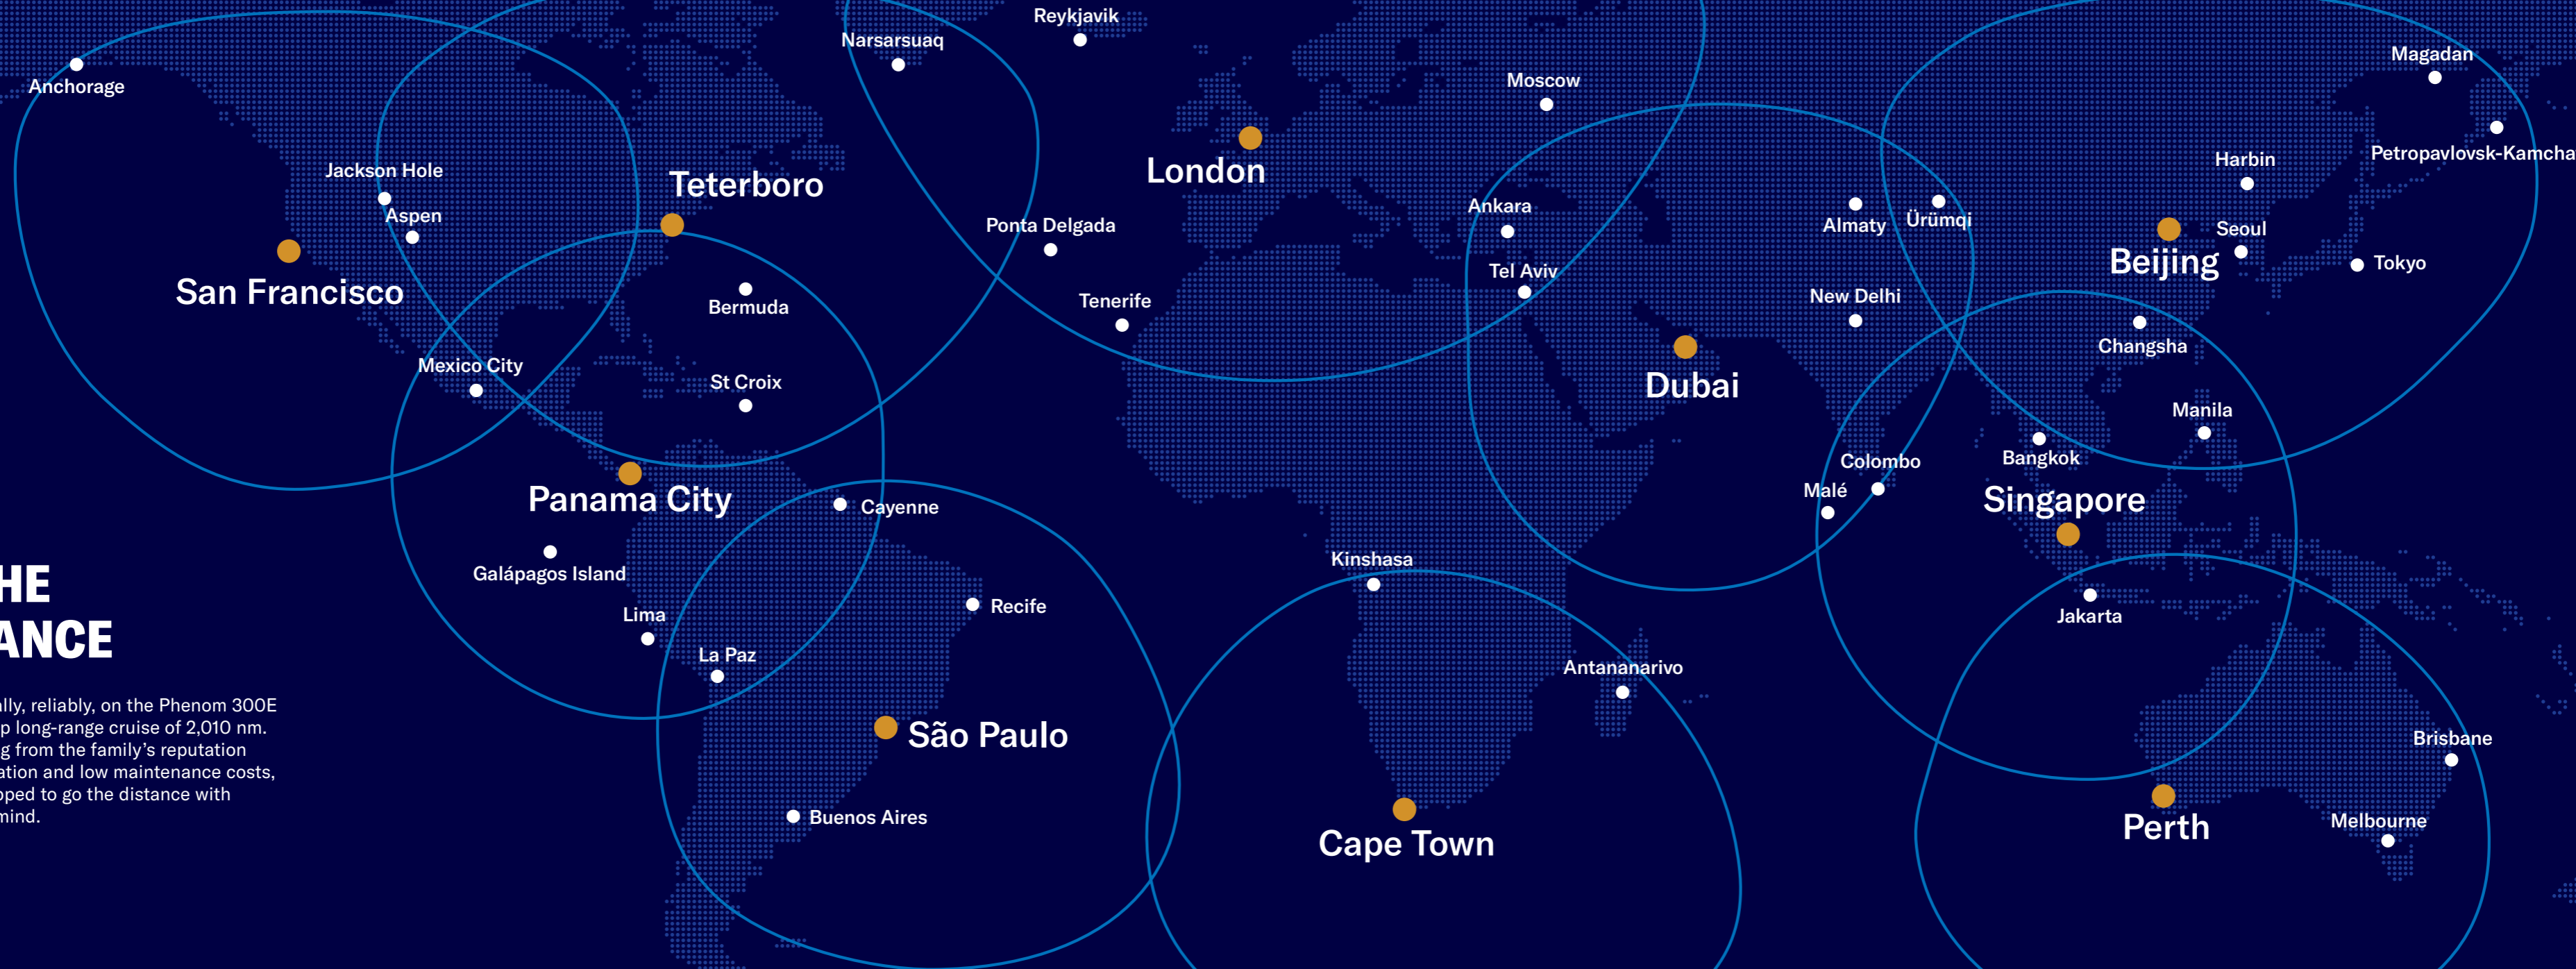 Reykjavik
Narsarsuaq
Magadan
Anchorage
Moscow
Petropavlovsk-Kamcha
Harbin
Jackson Hole
London
Teterboro
Ankara
Aspen
Almaty
Ürümqi
Ponta Delgada
Seoul
Beijing
Tokyo
Tel Aviv
San Francisco
New Delhi
Tenerife
Bermuda
Changsha
Mexico City
St Croix
Dubai
Manila
Bangkok
Colombo
Malé
Panama City
Singapore
Cayenne
Kinshasa
Galápagos Island
Recife
Lima
Jakarta
La Paz
Antananarivo
São Paulo
Brisbane
Buenos Aires
Melbourne
Perth
Cape Town
HE
ANCE
ally, reliably, on the Phenom 300E
p long-range cruise of 2,010 nm.
g from the family’s reputation
ation and low maintenance costs,
pped to go the distance with
mind.